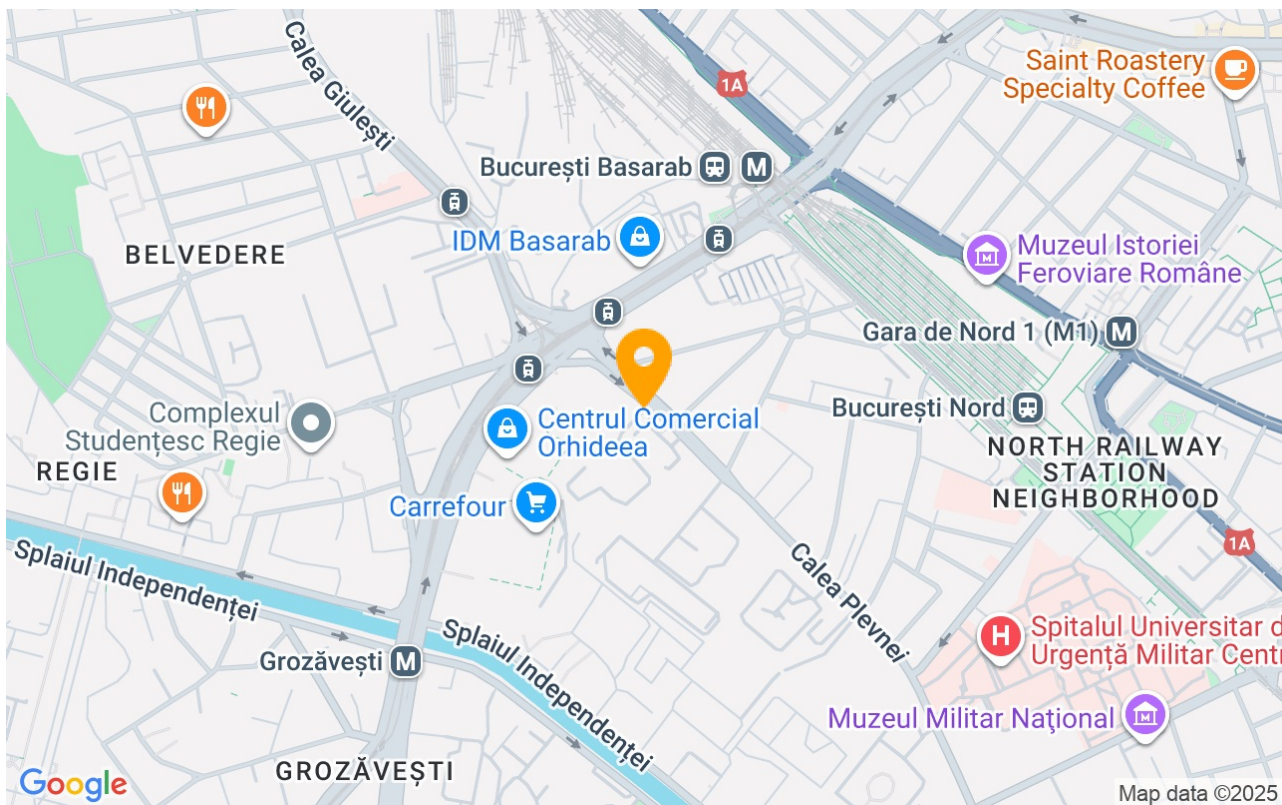 Calea Giulești
Saint Roastery
Specialty Coffee
1A
București Basarab
M
IDM Basarab
BELVEDERE
Muzeul Istoriei
Feroviare Române
Gara de Nord 1 (M1)
M
București Nord
NORTH RAILWAY
STATION
NEIGHBORHOOD
Complexul
Studențesc Regie
Centrul Comercial
Orhideea
REGIE
Carrefour
1A
Splaiul Independenței
Calea Plevnei
Splaiul Independenței
H
Spitalul Universitar d
Urgență Militar Centr
Grozăvești
M
Muzeul Militar Naţional
GROZĂVEȘTI
Google
Map data ©2025